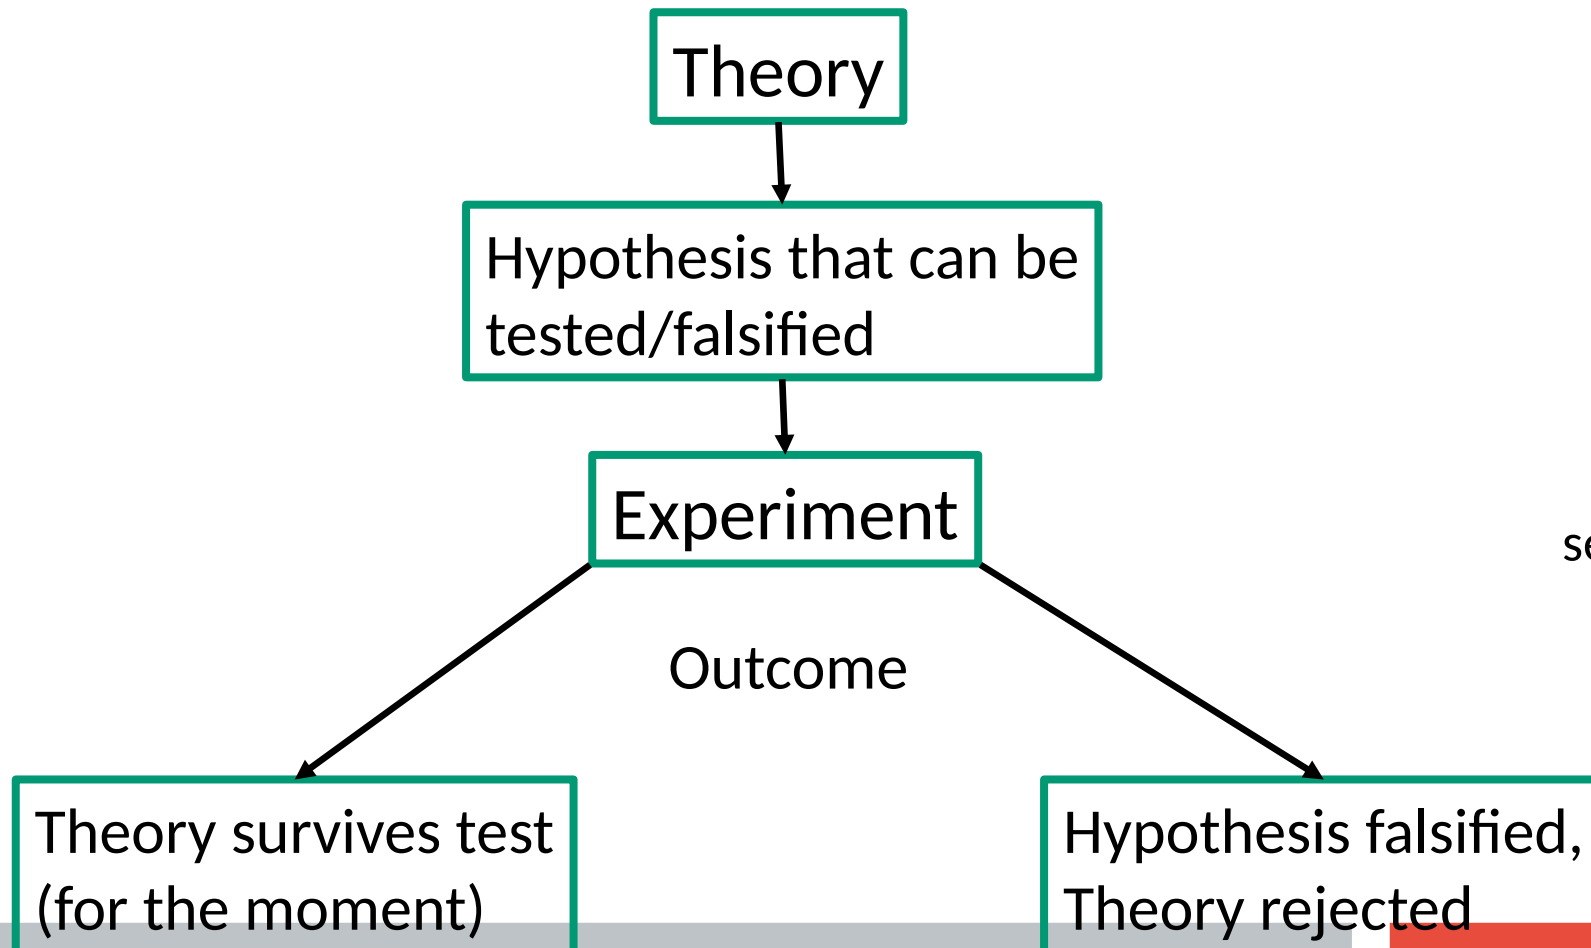 Theory
Hypothesis that can be
tested/falsified
Experiment
Outcome
Theory survives test
(for the moment)
Hypothesis falsified,
Theory rejected